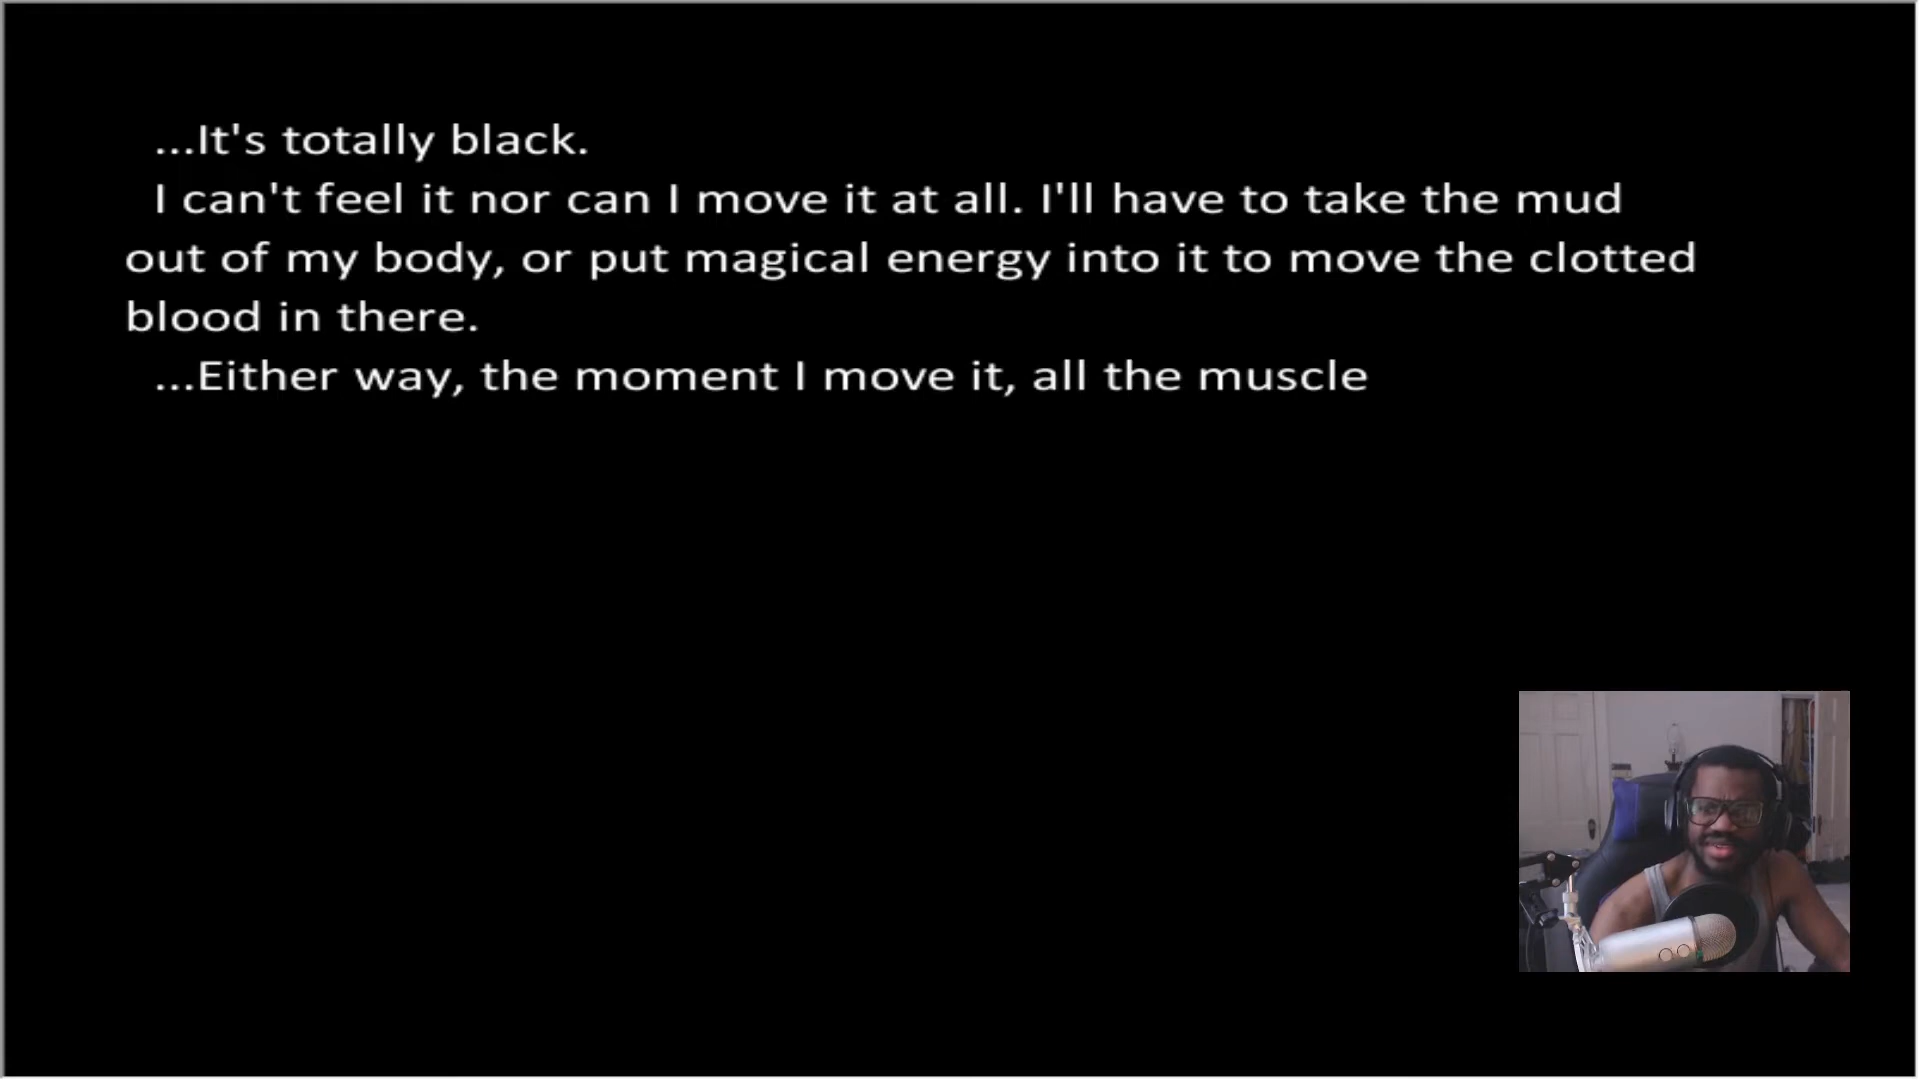 ...It's totally black.
I can't feel it nor can I move it at all. I'll have to take the mud
out of my body, or put magical energy into it to move the clotted
blood in there.
...Either way, the moment I move it, all the muscle